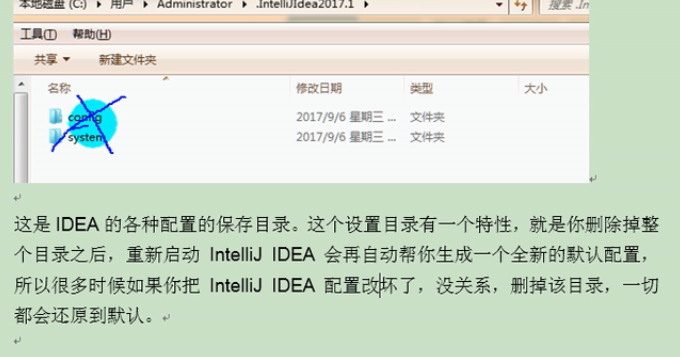 本地磁盘 (C:) ▸ 用户 ▸ Administrator ▸ .IntelliJIdea2017.1 ▸
搜索 .In
工具(T) 帮助(H)
共享 新建文件夹
名称 修改日期 类型 大小
config 2017/9/6 星期三 ... 文件夹
system 2017/9/6 星期三 ... 文件夹
这是 IDEA 的各种配置的保存目录。这个设置目录有一个特性，就是你删除掉整
个目录之后，重新启动 IntelliJ IDEA 会再自动帮你生成一个全新的默认配置，
所以很多时候如果你把 IntelliJ IDEA 配置改坏了，没关系，删掉该目录，一切
都会还原到默认。